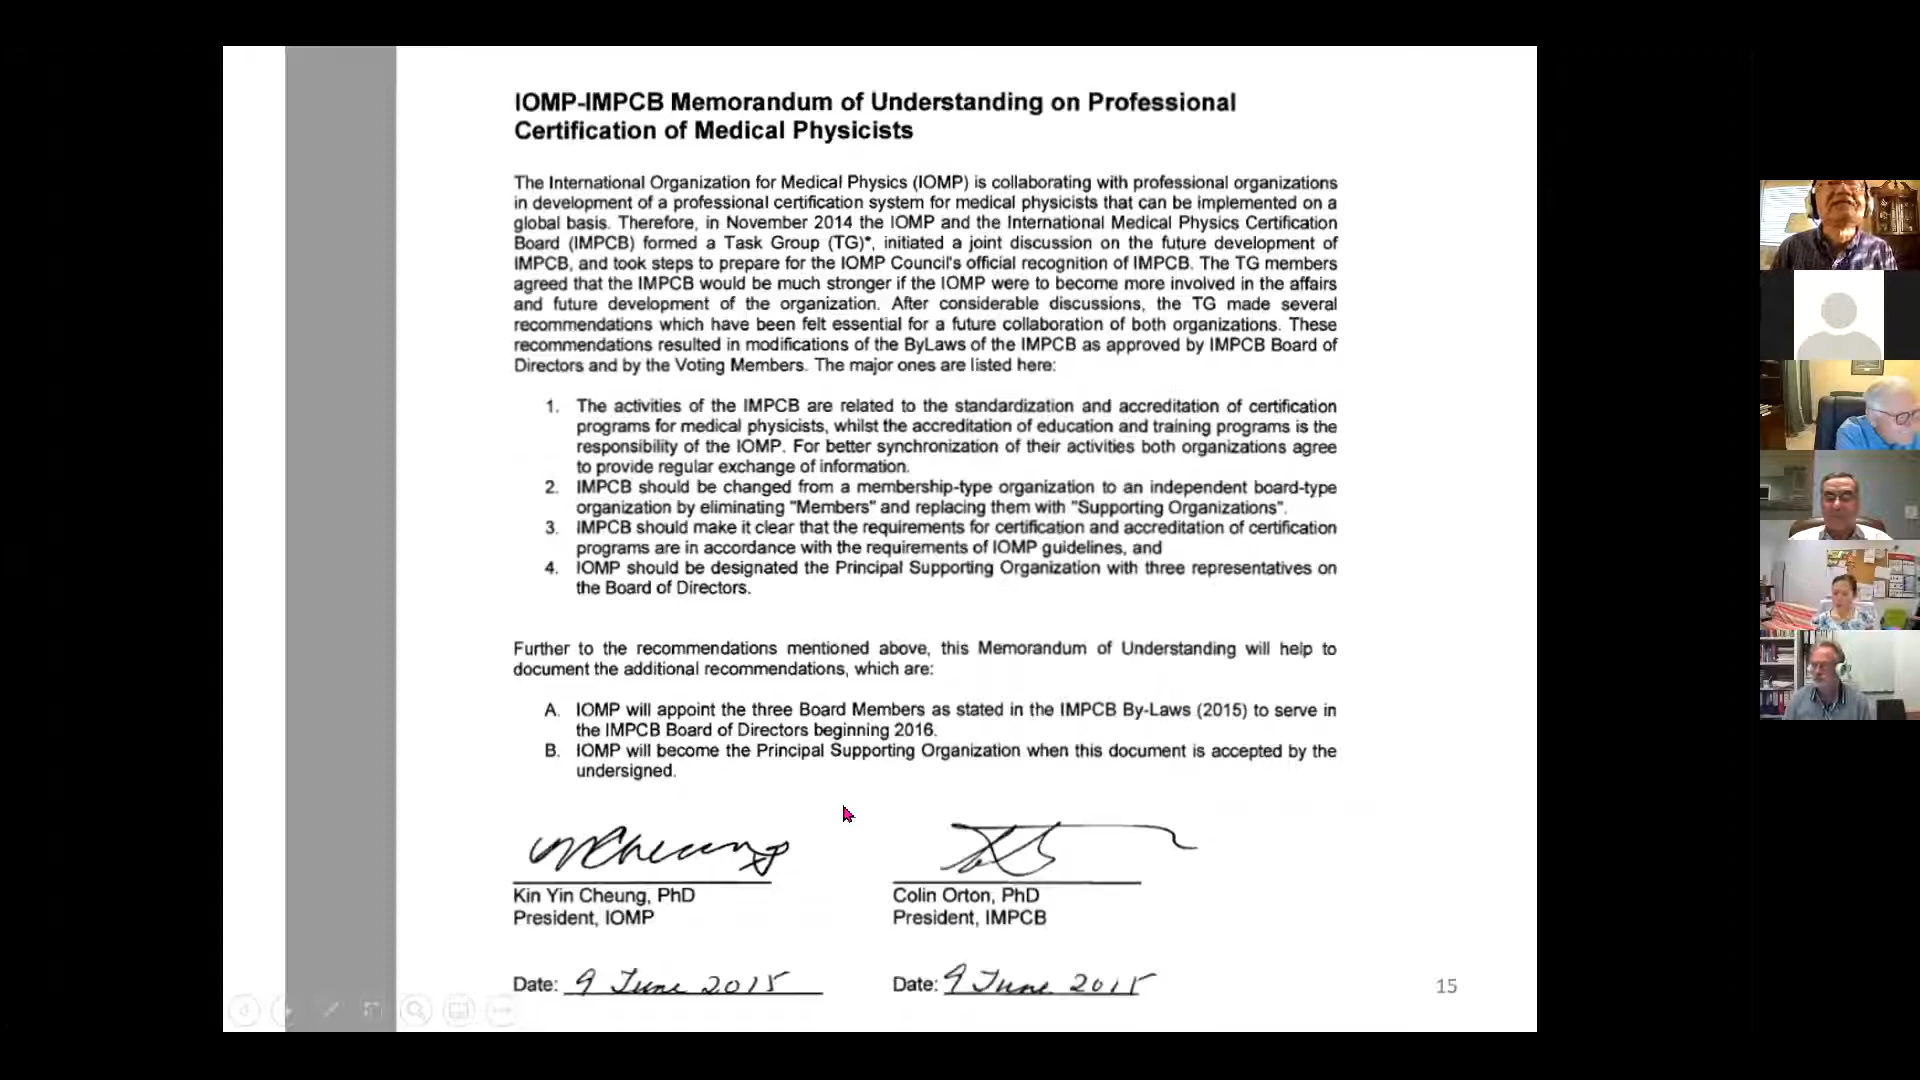 IOMP-IMPCB Memorandum of Understanding on Professional
Certification of Medical Physicists
The International Organization for Medical Physics (IOMP) is collaborating with professional organizations
in development of a professional certification system for medical physicists that can be implemented on a
global basis. Therefore, in November 2014 the IOMP and the International Medical Physics Certification
Board (IMPCB) formed a Task Group (TG)*, initiated a joint discussion on the future development of
IMPCB, and took steps to prepare for the IOMP Council's official recognition of IMPCB. The TG members
agreed that the IMPCB would be much stronger if the IOMP were to become more involved in the affairs
and future development of the organization. After considerable discussions, the TG made several
recommendations which have been felt essential for a future collaboration of both organizations. These
recommendations resulted in modifications of the ByLaws of the IMPCB as approved by IMPCB Board of
Directors and by the Voting Members. The major ones are listed here:
1. The activities of the IMPCB are related to the standardization and accreditation of certification
programs for medical physicists, whilst the accreditation of education and training programs is the
responsibility of the IOMP. For better synchronization of their activities both organizations agree
to provide regular exchange of information.
2. IMPCB should be changed from a membership-type organization to an independent board-type
organization by eliminating "Members" and replacing them with "Supporting Organizations".
3. IMPCB should make it clear that the requirements for certification and accreditation of certification
programs are in accordance with the requirements of IOMP guidelines, and
4. IOMP should be designated the Principal Supporting Organization with three representatives on
the Board of Directors.
Further to the recommendations mentioned above, this Memorandum of Understanding will help to
document the additional recommendations, which are:
A. IOMP will appoint the three Board Members as stated in the IMPCB By-Laws (2015) to serve in
the IMPCB Board of Directors beginning 2016.
B. IOMP will become the Principal Supporting Organization when this document is accepted by the
undersigned.
Kin Yin Cheung, PhD
President, IOMP
Colin Orton, PhD
President, IMPCB
Date: 9 June 2015
Date: 9 June 2015
15